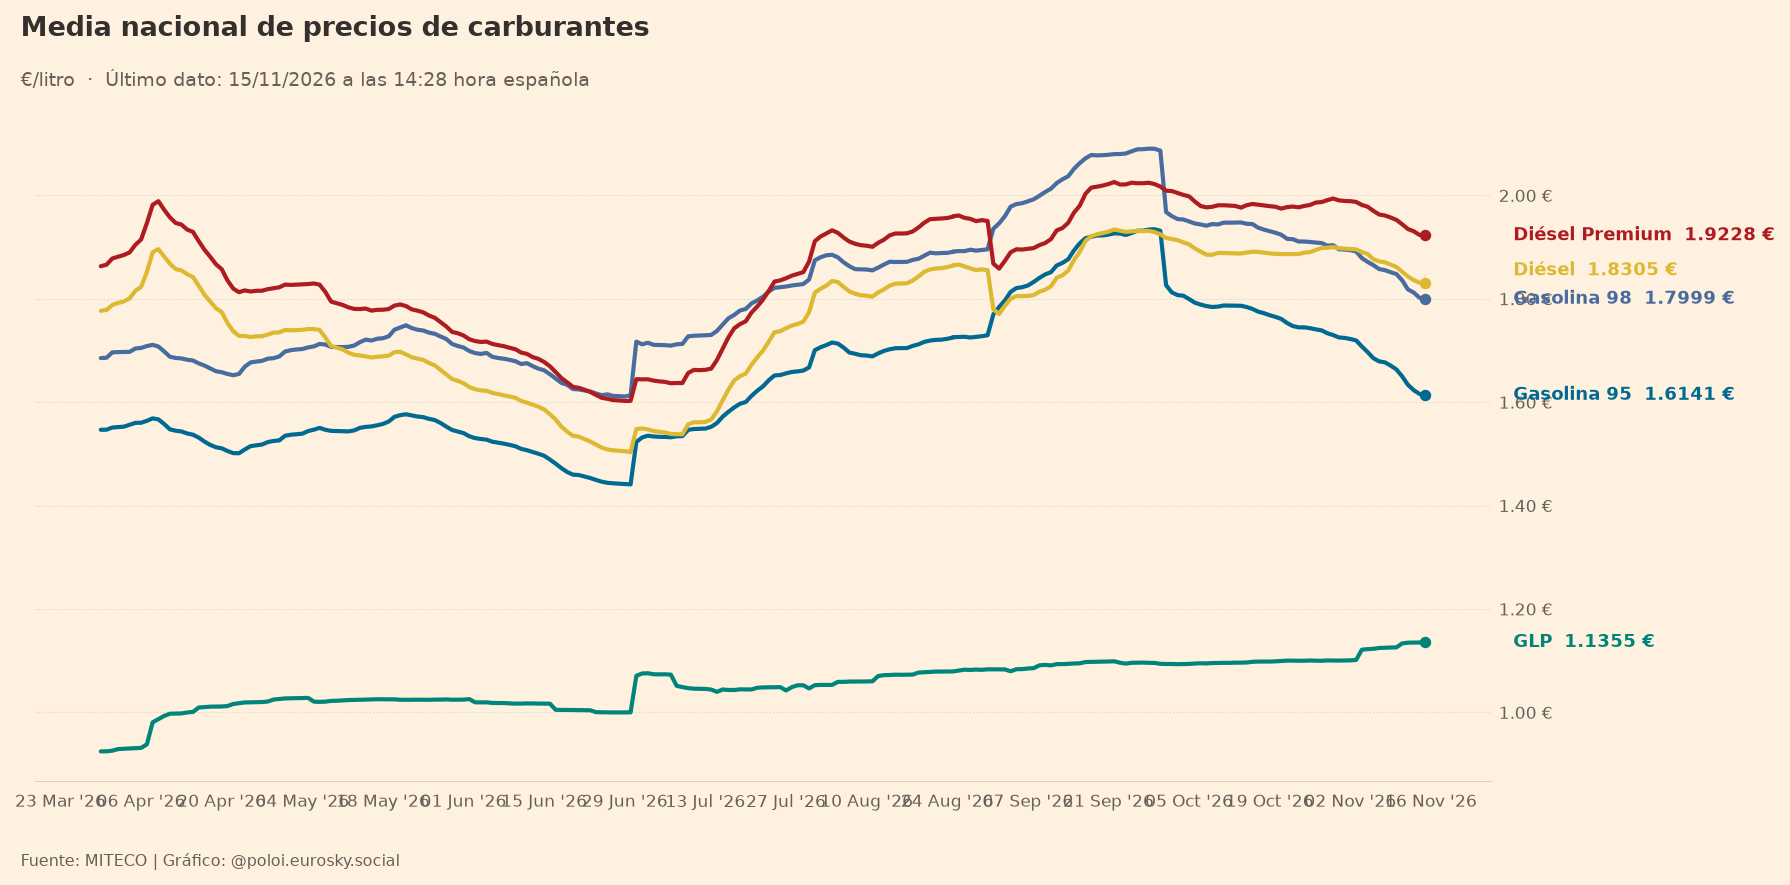 Media nacional de precios de carburantes
€/litro · Último dato: 15/11/2026 a las 14:28 hora española
2.00 €
Diésel Premium 1.9228 €
Diésel 1.8305 €
1.80 €
Gasolina 98 1.7999 €
Gasolina 95 1.6141 €
1.60 €
1.40 €
1.20 €
GLP 1.1355 €
1.00 €
23 Mar '26 06 Apr '26 20 Apr '26 04 May '26 18 May '26 01 Jun '26 15 Jun '26 29 Jun '26 13 Jul '26 27 Jul '26 10 Aug '26 24 Aug '26 07 Sep '26 21 Sep '26 05 Oct '26 19 Oct '26 02 Nov '26 16 Nov '26
Fuente: MITECO | Gráfico: @poloi.eurosky.social